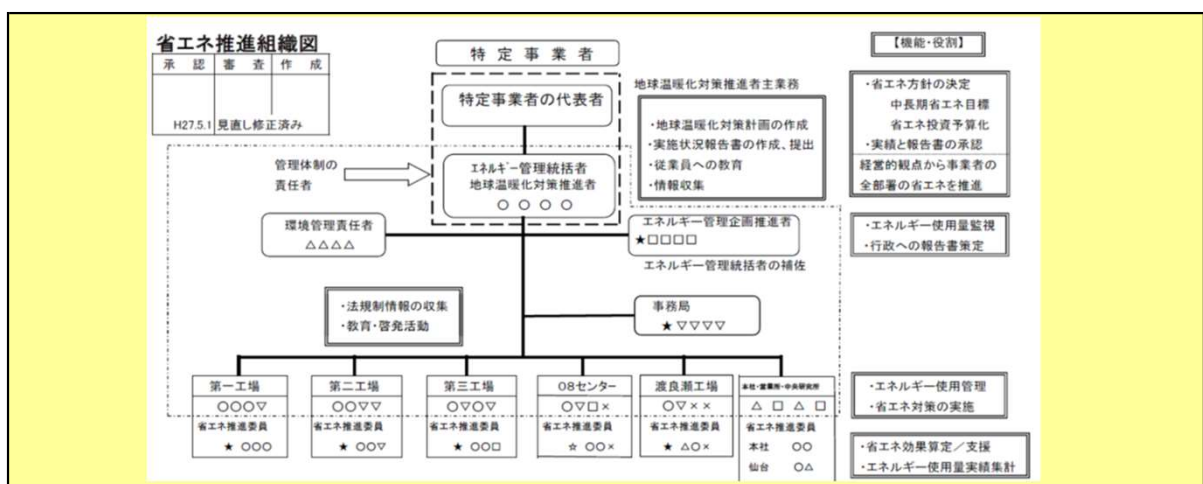 省エネ推進組織図
承 認 審 査 作 成
H27.5.1 見直し修正済み
特 定 事 業 者
特定事業者の代表者
管理体制の
責任者
エネルギー管理統括者
地球温暖化対策推進者
○ ○ ○ ○
地球温暖化対策推進者主業務
・地球温暖化対策計画の作成
・実施状況報告書の作成、提出
・従業員への教育
・情報収集
【機能・役割】
・省エネ方針の決定
中長期省エネ目標
省エネ投資予算化
・実績と報告書の承認
経営的観点から事業者の
全部署の省エネを推進
環境管理責任者
△△△△
エネルギー管理企画推進者
★□□□□
エネルギー管理統括者の補佐
・エネルギー使用量監視
・行政への報告書策定
・法規制情報の収集
・教育・啓発活動
事務局
★▽▽▽▽
第一工場
○○○▽
省エネ推進委員
★ ○○○
第二工場
○○▽▽
省エネ推進委員
★ ○○▽
第三工場
○▽○▽
省エネ推進委員
★ ○○□
O8センター
○▽□×
省エネ推進委員
☆ ○○×
渡良瀬工場
○▽××
省エネ推進委員
★ △○×
本社・営業所・中央研究所
△ □ △ □
省エネ推進委員
本社 ○○
仙台 ○△
・エネルギー使用管理
・省エネ対策の実施
・省エネ効果算定／支援
・エネルギー使用量実績集計